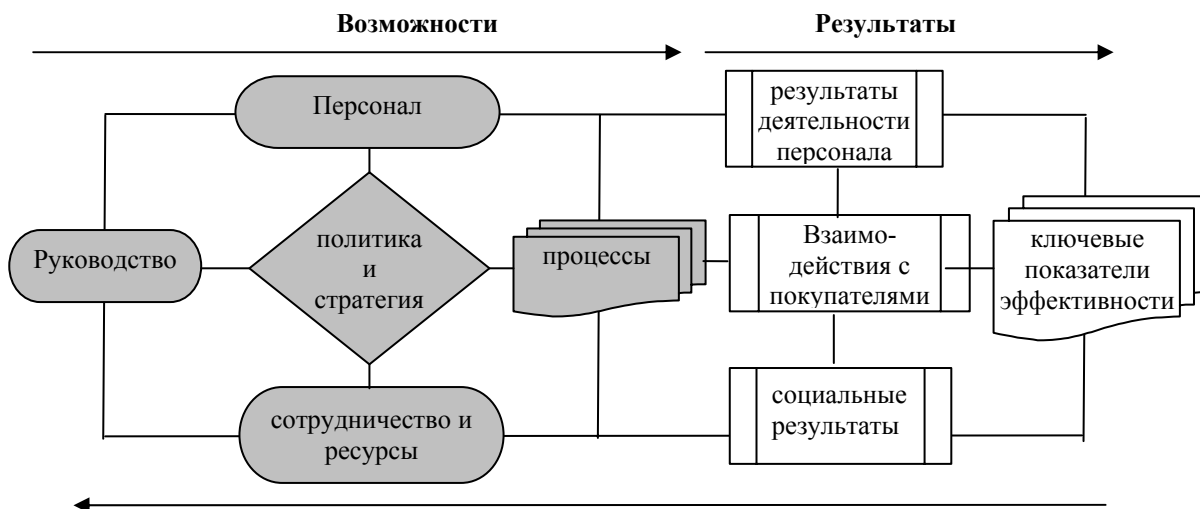 Возможности
Результаты
Персонал
Руководство
политика
и
стратегия
сотрудничество и
ресурсы
процессы
результаты
деятельности
персонала
Взаимо-
действия с
покупателями
социальные
результаты
ключевые
показатели
эффективности